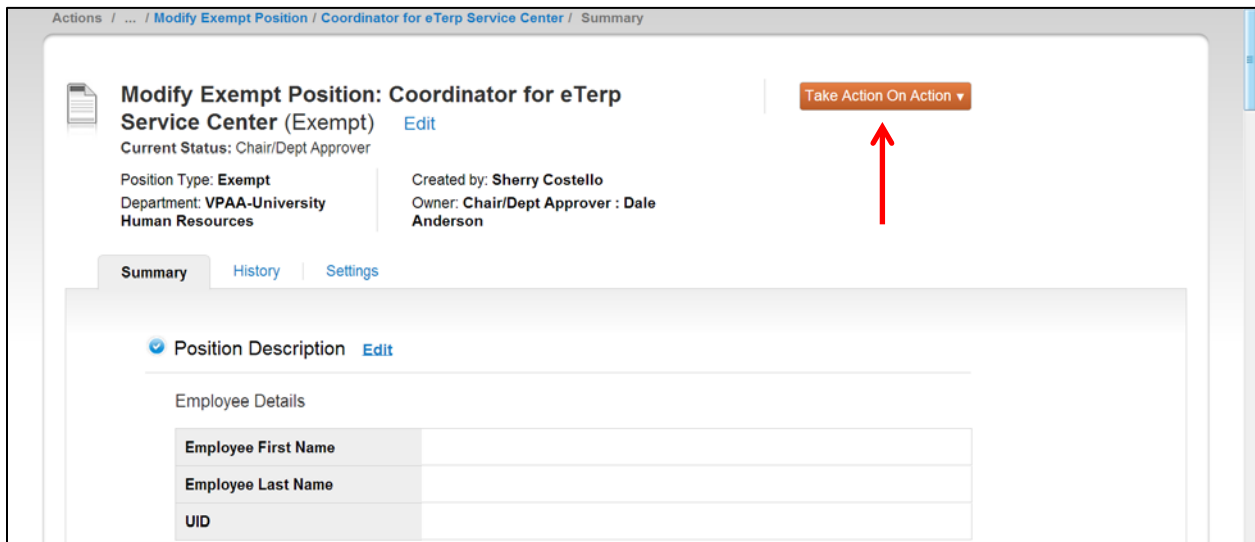 Actions / ... / Modify Exempt Position / Coordinator for eTerp Service Center / Summary
Modify Exempt Position: Coordinator for eTerp
Service Center (Exempt) Edit
Take Action On Action ▾
Current Status: Chair/Dept Approver
Position Type: Exempt
Department: VPAA-University
Human Resources
Created by: Sherry Costello
Owner: Chair/Dept Approver : Dale
Anderson
Summary History Settings
Position Description Edit
Employee Details
Employee First Name
Employee Last Name
UID